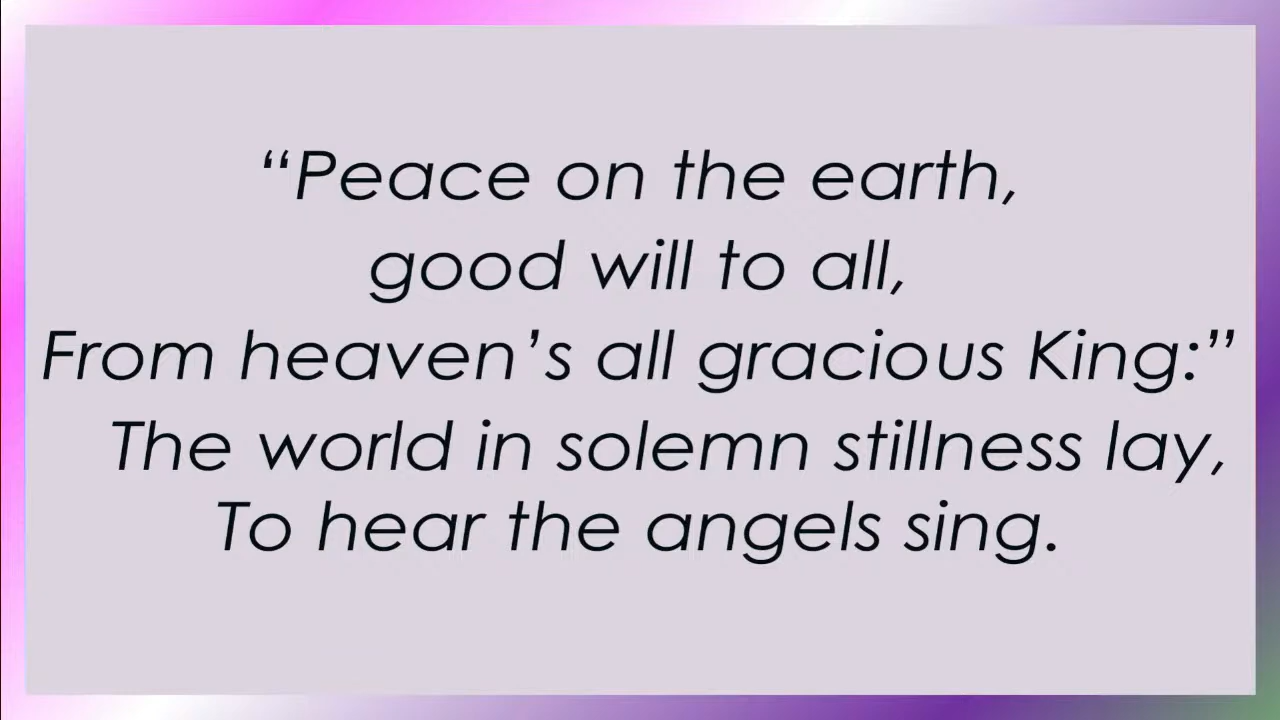 “Peace on the earth,
good will to all,
From heaven’s all gracious King:”
The world in solemn stillness lay,
To hear the angels sing.